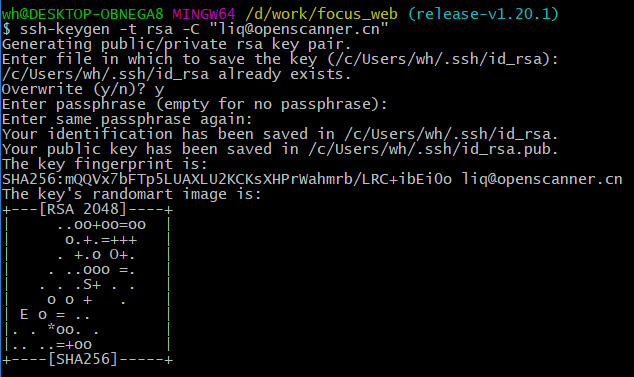 wh@DESKTOP-OBNEGA8 MINGW64 /d/work/focus_web (release-v1.20.1)
$ ssh-keygen -t rsa -C "liq@openscanner.cn"
Generating public/private rsa key pair.
Enter file in which to save the key (/c/Users/wh/.ssh/id_rsa):
/c/Users/wh/.ssh/id_rsa already exists.
Overwrite (y/n)? y
Enter passphrase (empty for no passphrase):
Enter same passphrase again:
Your identification has been saved in /c/Users/wh/.ssh/id_rsa.
Your public key has been saved in /c/Users/wh/.ssh/id_rsa.pub.
The key fingerprint is:
SHA256:mQQVx7bFTp5LUAXLU2KCKsXHPrWahmrb/LRC+ibEiOo liq@openscanner.cn
The key's randomart image is:
+---[RSA 2048]----+
|     ..oo+oo=oo  |
|      o.+.=+++   |
|     . +.o O+.   |
|    . ..ooo =.   |
|   . . .S+ . .   |
|    o o +   .    |
| E o = ..        |
|. . *oo. .       |
|.. ..=+oo        |
+----[SHA256]-----+